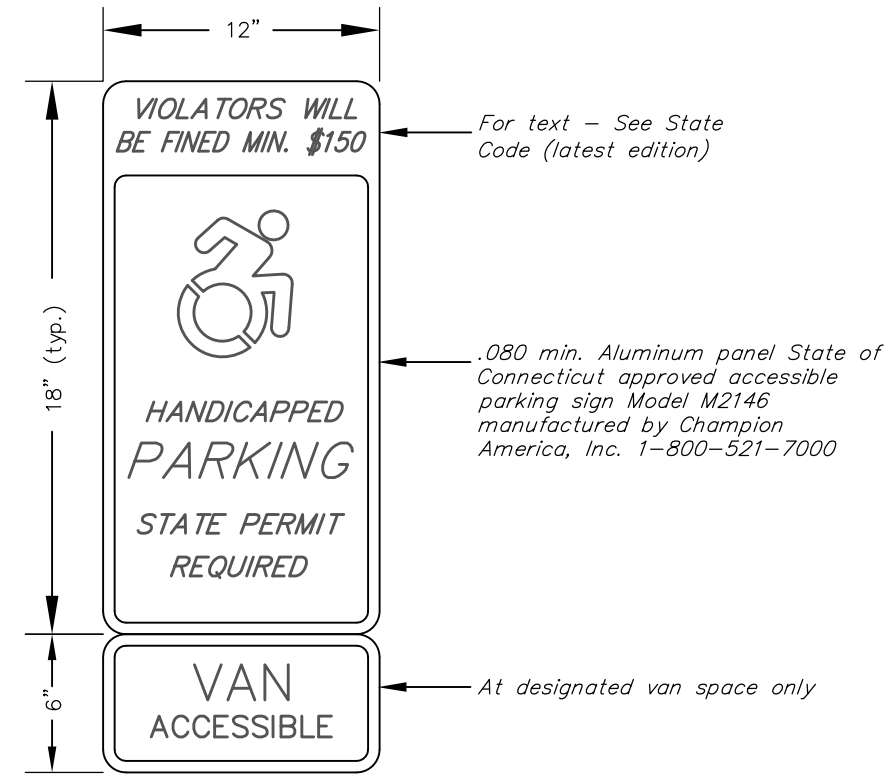 12"
VIOLATORS WILL
BE FINED MIN. $150
For text – See State
Code (latest edition)
18" (typ.)
.080 min. Aluminum panel State of
Connecticut approved accessible
parking sign Model M2146
manufactured by Champion
America, Inc. 1–800–521–7000
HANDICAPPED
PARKING
STATE PERMIT
REQUIRED
6"
VAN
ACCESSIBLE
At designated van space only